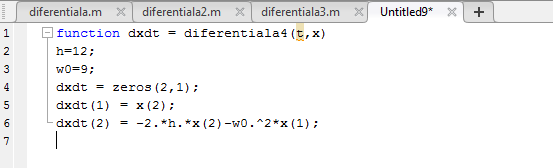 diferentiala.m diferentiala2.m diferentiala3.m Untitled9*
1 function dxdt = diferentiala4(t,x)
2 h=12;
3 w0=9;
4 dxdt = zeros(2,1);
5 dxdt(1) = x(2);
6 dxdt(2) = -2.*h.*x(2)-w0.^2*x(1);
7